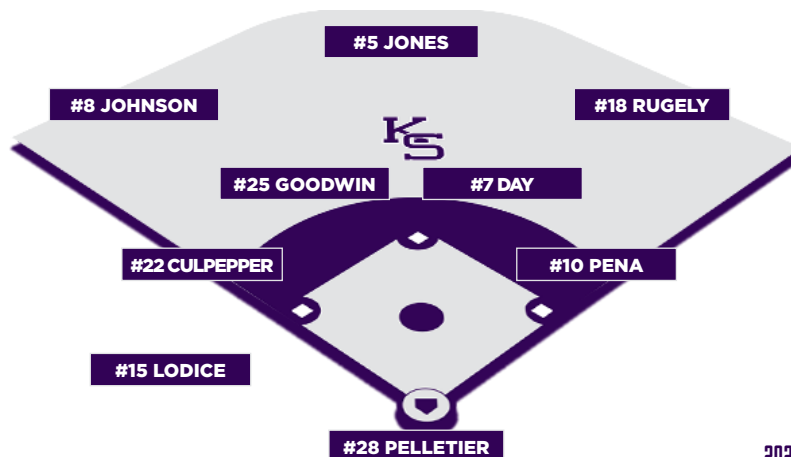 #5 JONES
#8 JOHNSON
#18 RUGELY
KS
#25 GOODWIN
#7 DAY
#22 CULPEPPER
#10 PENA
#15 LODICE
#28 PELLETIER